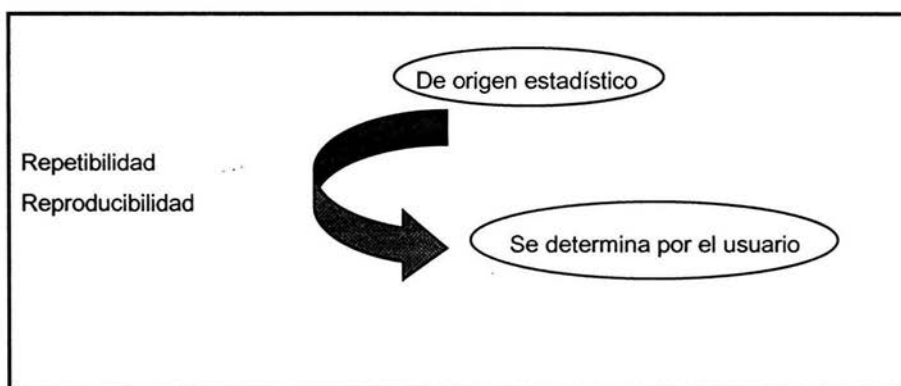 De origen estadístico
Repetibilidad
Reproducibilidad
Se determina por el usuario